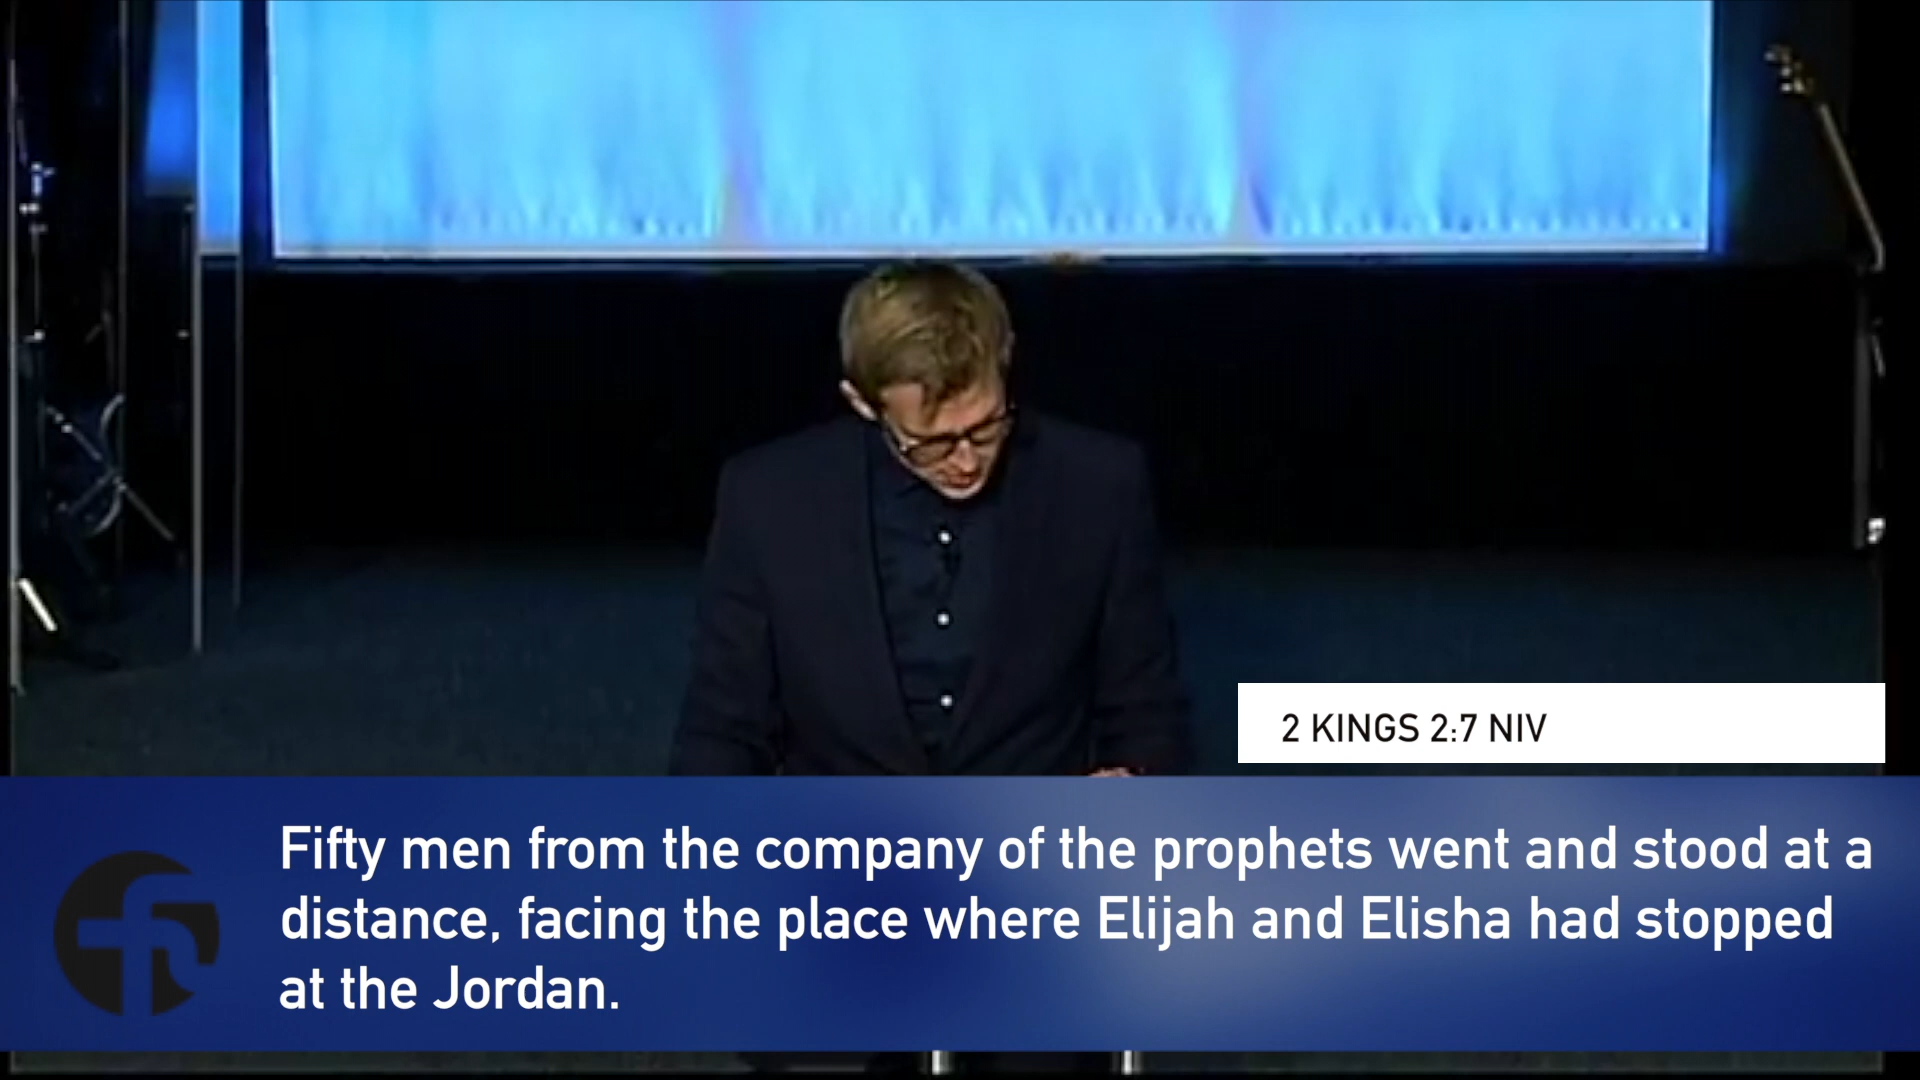 2 KINGS 2:7 NIV
Fifty men from the company of the prophets went and stood at a
distance, facing the place where Elijah and Elisha had stopped
at the Jordan.